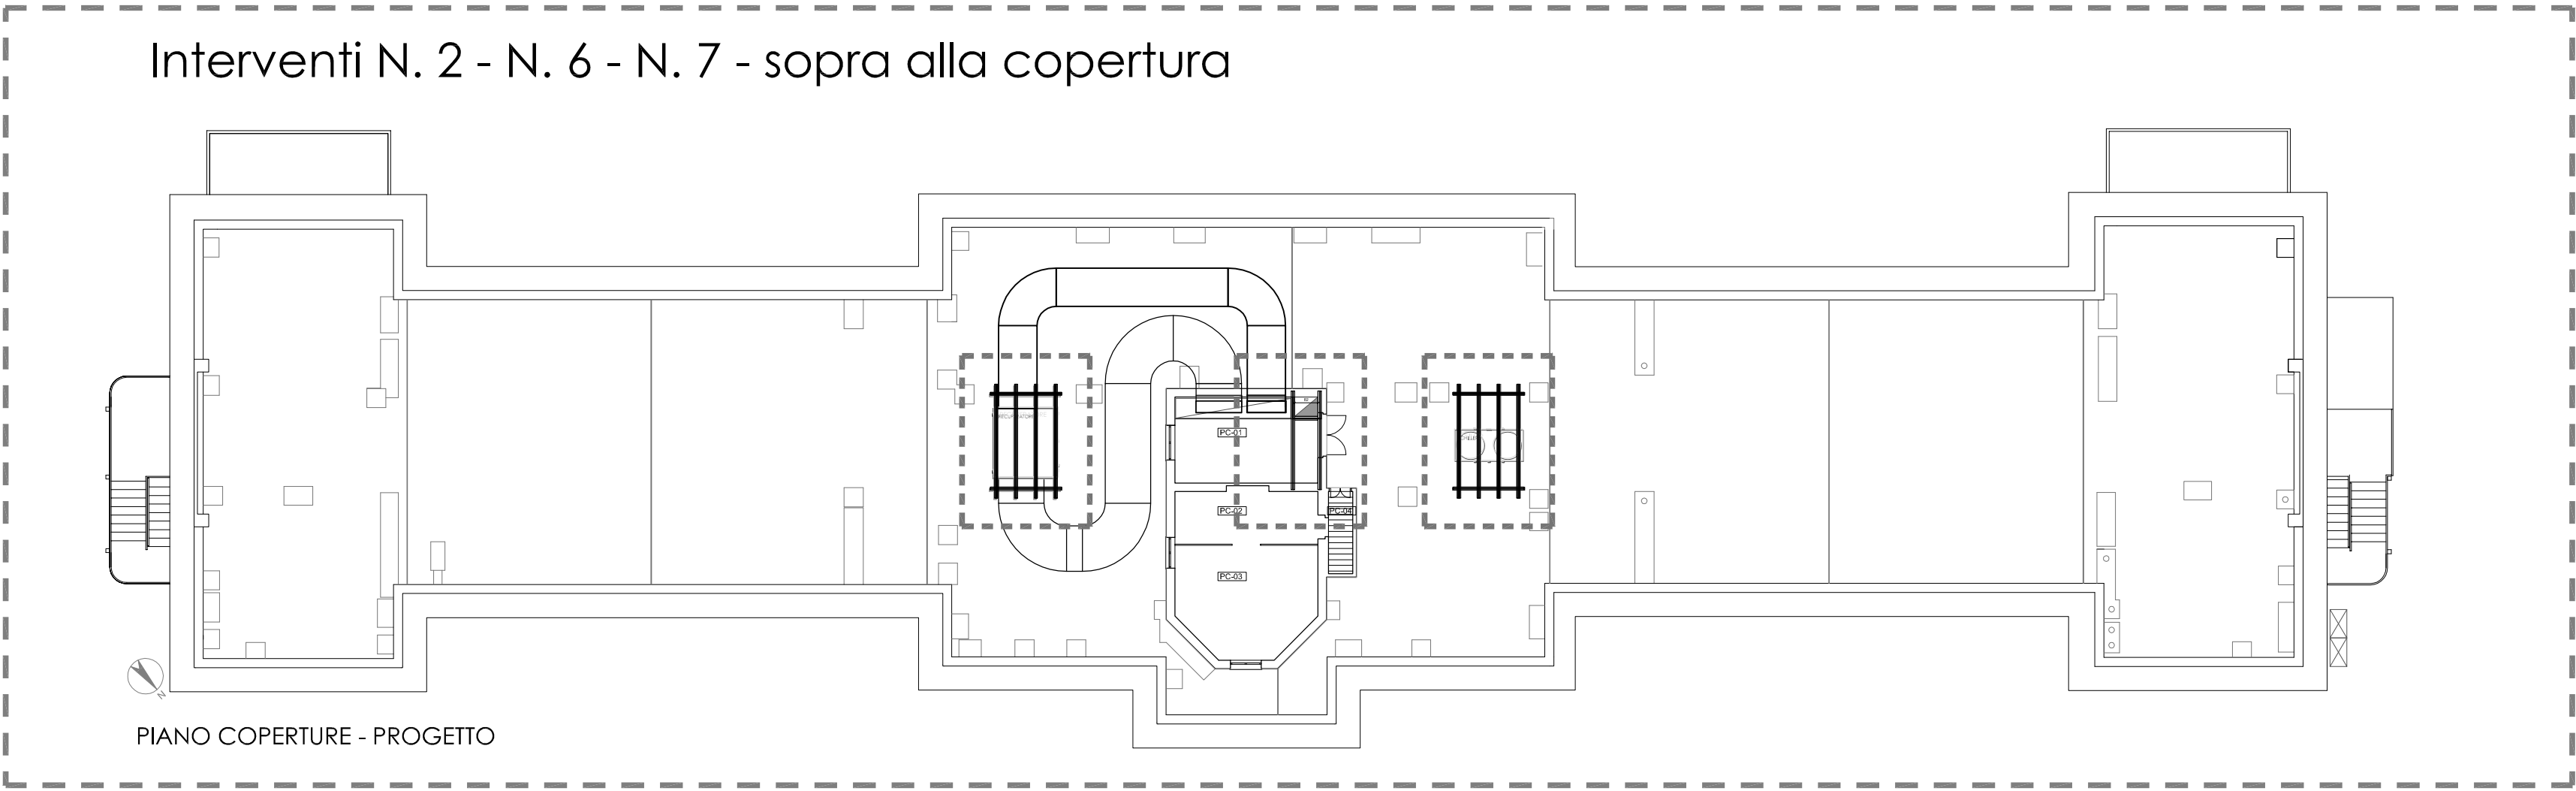 Interventi N. 2 - N. 6 - N. 7 - sopra alla copertura
PC-01
PC-02
PC-04
PC-03
N
PIANO COPERTURE - PROGETTO